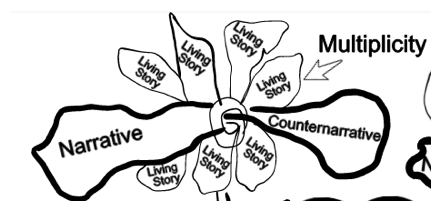 Living
Story
Living
Story
Living
Story
Multiplicity
Living
Story
Narrative
Counternarrative
Living
Story
Living
Story
Living
Story